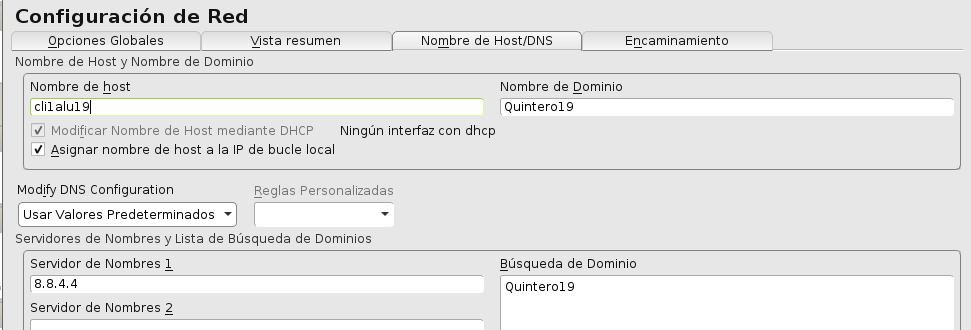 Configuración de Red
Opciones Globales Vista resumen Nombre de Host/DNS Encaminamiento
Nombre de Host y Nombre de Dominio
Nombre de host Nombre de Dominio
cli1alu19 Quintero19
Modificar Nombre de Host mediante DHCP Ningún interfaz con dhcp
Asignar nombre de host a la IP de bucle local
Modify DNS Configuration Reglas Personalizadas
Usar Valores Predeterminados
Servidores de Nombres y Lista de Búsqueda de Dominios
Servidor de Nombres 1 Búsqueda de Dominio
8.8.4.4 Quintero19
Servidor de Nombres 2